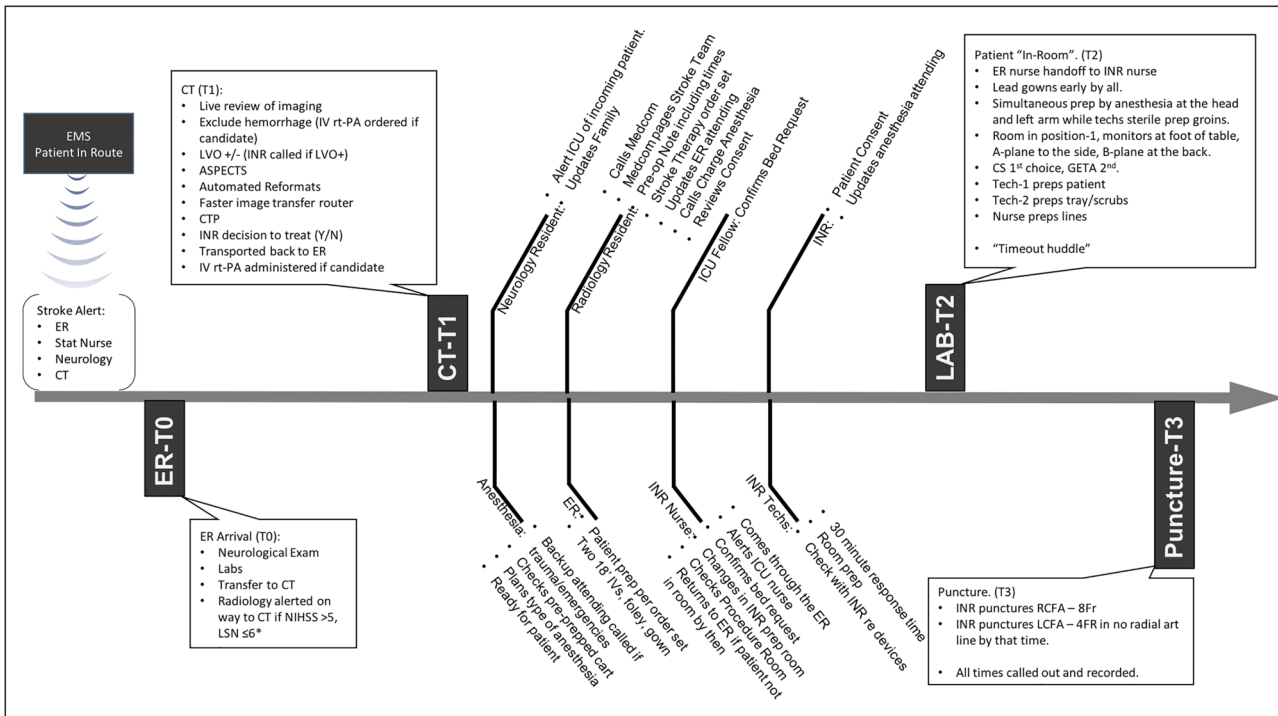 EMS
Patient In Route
Stroke Alert:
• ER
• Stat Nurse
• Neurology
• CT
ER-T0
ER Arrival (T0):
• Neurological Exam
• Labs
• Transfer to CT
• Radiology alerted on
way to CT if NIHSS >5,
LSN ≤6*
CT (T1):
• Live review of imaging
• Exclude hemorrhage (IV rt-PA ordered if
candidate)
• LVO +/- (INR called if LVO+)
• ASPECTS
• Automated Reformats
• Faster image transfer router
• CTP
• INR decision to treat (Y/N)
• Transported back to ER
• IV rt-PA administered if candidate
CT-T1
Neurology Resident:
• Alert ICU of incoming patient.
• Updates Family
Radiology Resident:
• Calls Medcom
• Medcom pages Stroke Team
• Pre-op Note including times
• Stroke Therapy order set
• Updates ER attending
• Calls Charge Anesthesia
• Reviews Consent
ICU Fellow: Confirms Bed Request
INR:
• Patient Consent
• Updates anesthesia attending
Anesthesia:
• Backup attending called if
trauma/emergencies
• Checks pre-prepped cart
• Plans type of anesthesia
• Ready for patient
ER:
• Patient prep per order set
• Two 18' IVs, foley, gown
INR Nurse:
• Comes through the ER
• Alerts ICU nurse
• Confirms bed request
• Changes in INR prep room
• Checks Procedure Room
• Returns to ER if patient not
in room by then
INR Techs:
• 30 minute response time
• Room prep
• Check with INR re devices
Patient “In-Room”. (T2)
• ER nurse handoff to INR nurse
• Lead gowns early by all.
• Simultaneous prep by anesthesia at the head
and left arm while techs sterile prep groins.
• Room in position-1, monitors at foot of table,
A-plane to the side, B-plane at the back.
• CS 1st choice, GETA 2nd.
• Tech-1 preps patient
• Tech-2 preps tray/scrubs
• Nurse preps lines
• “Timeout huddle”
LAB-T2
Puncture-T3
Puncture. (T3)
• INR punctures RCFA – 8Fr
• INR punctures LCFA – 4FR in no radial art
line by that time.
• All times called out and recorded.